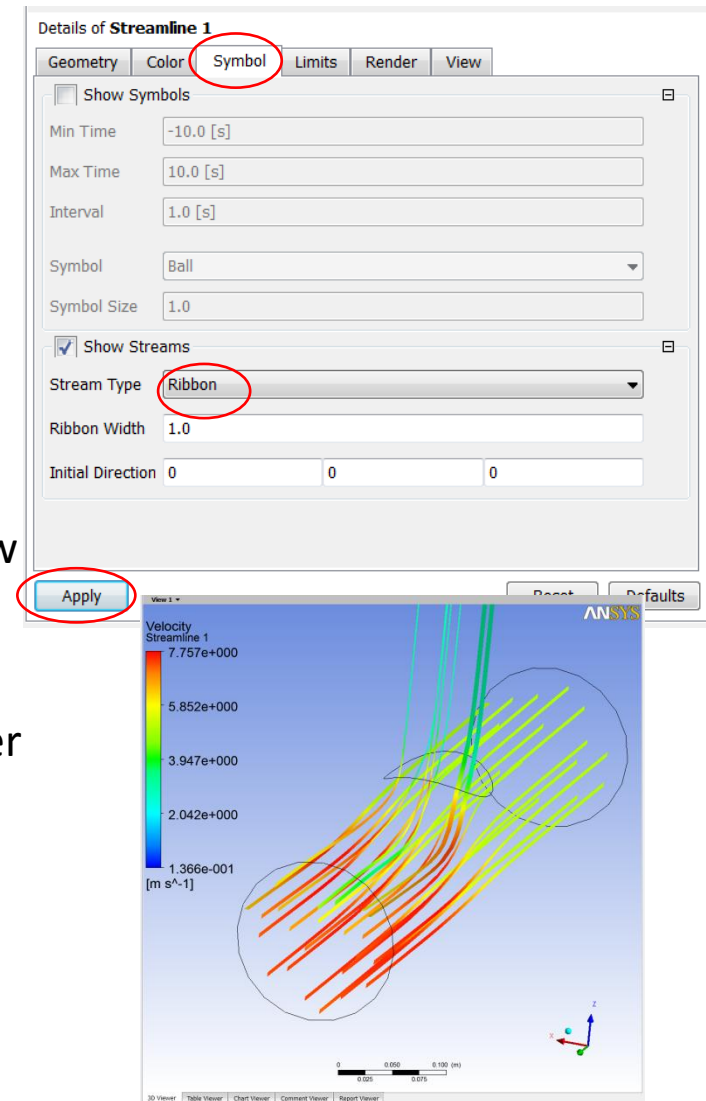 Details of Streamline 1
Geometry Color Symbol Limits Render View
Show Symbols
Min Time -10.0 [s]
Max Time 10.0 [s]
Interval 1.0 [s]
Symbol Ball
Symbol Size 1.0
Show Streams
Stream Type Ribbon
Ribbon Width 1.0
Initial Direction 0 0 0
w
Apply Reset Defaults
View 1
ANSYS
Velocity
Streamline 1
7.757e+000
5.852e+000
er
3.947e+000
2.042e+000
1.366e-001
[m s^-1]
z
x
0 0.050 0.100 (m)
0.025 0.075
3D Viewer Table Viewer Chart Viewer Comment Viewer Report Viewer